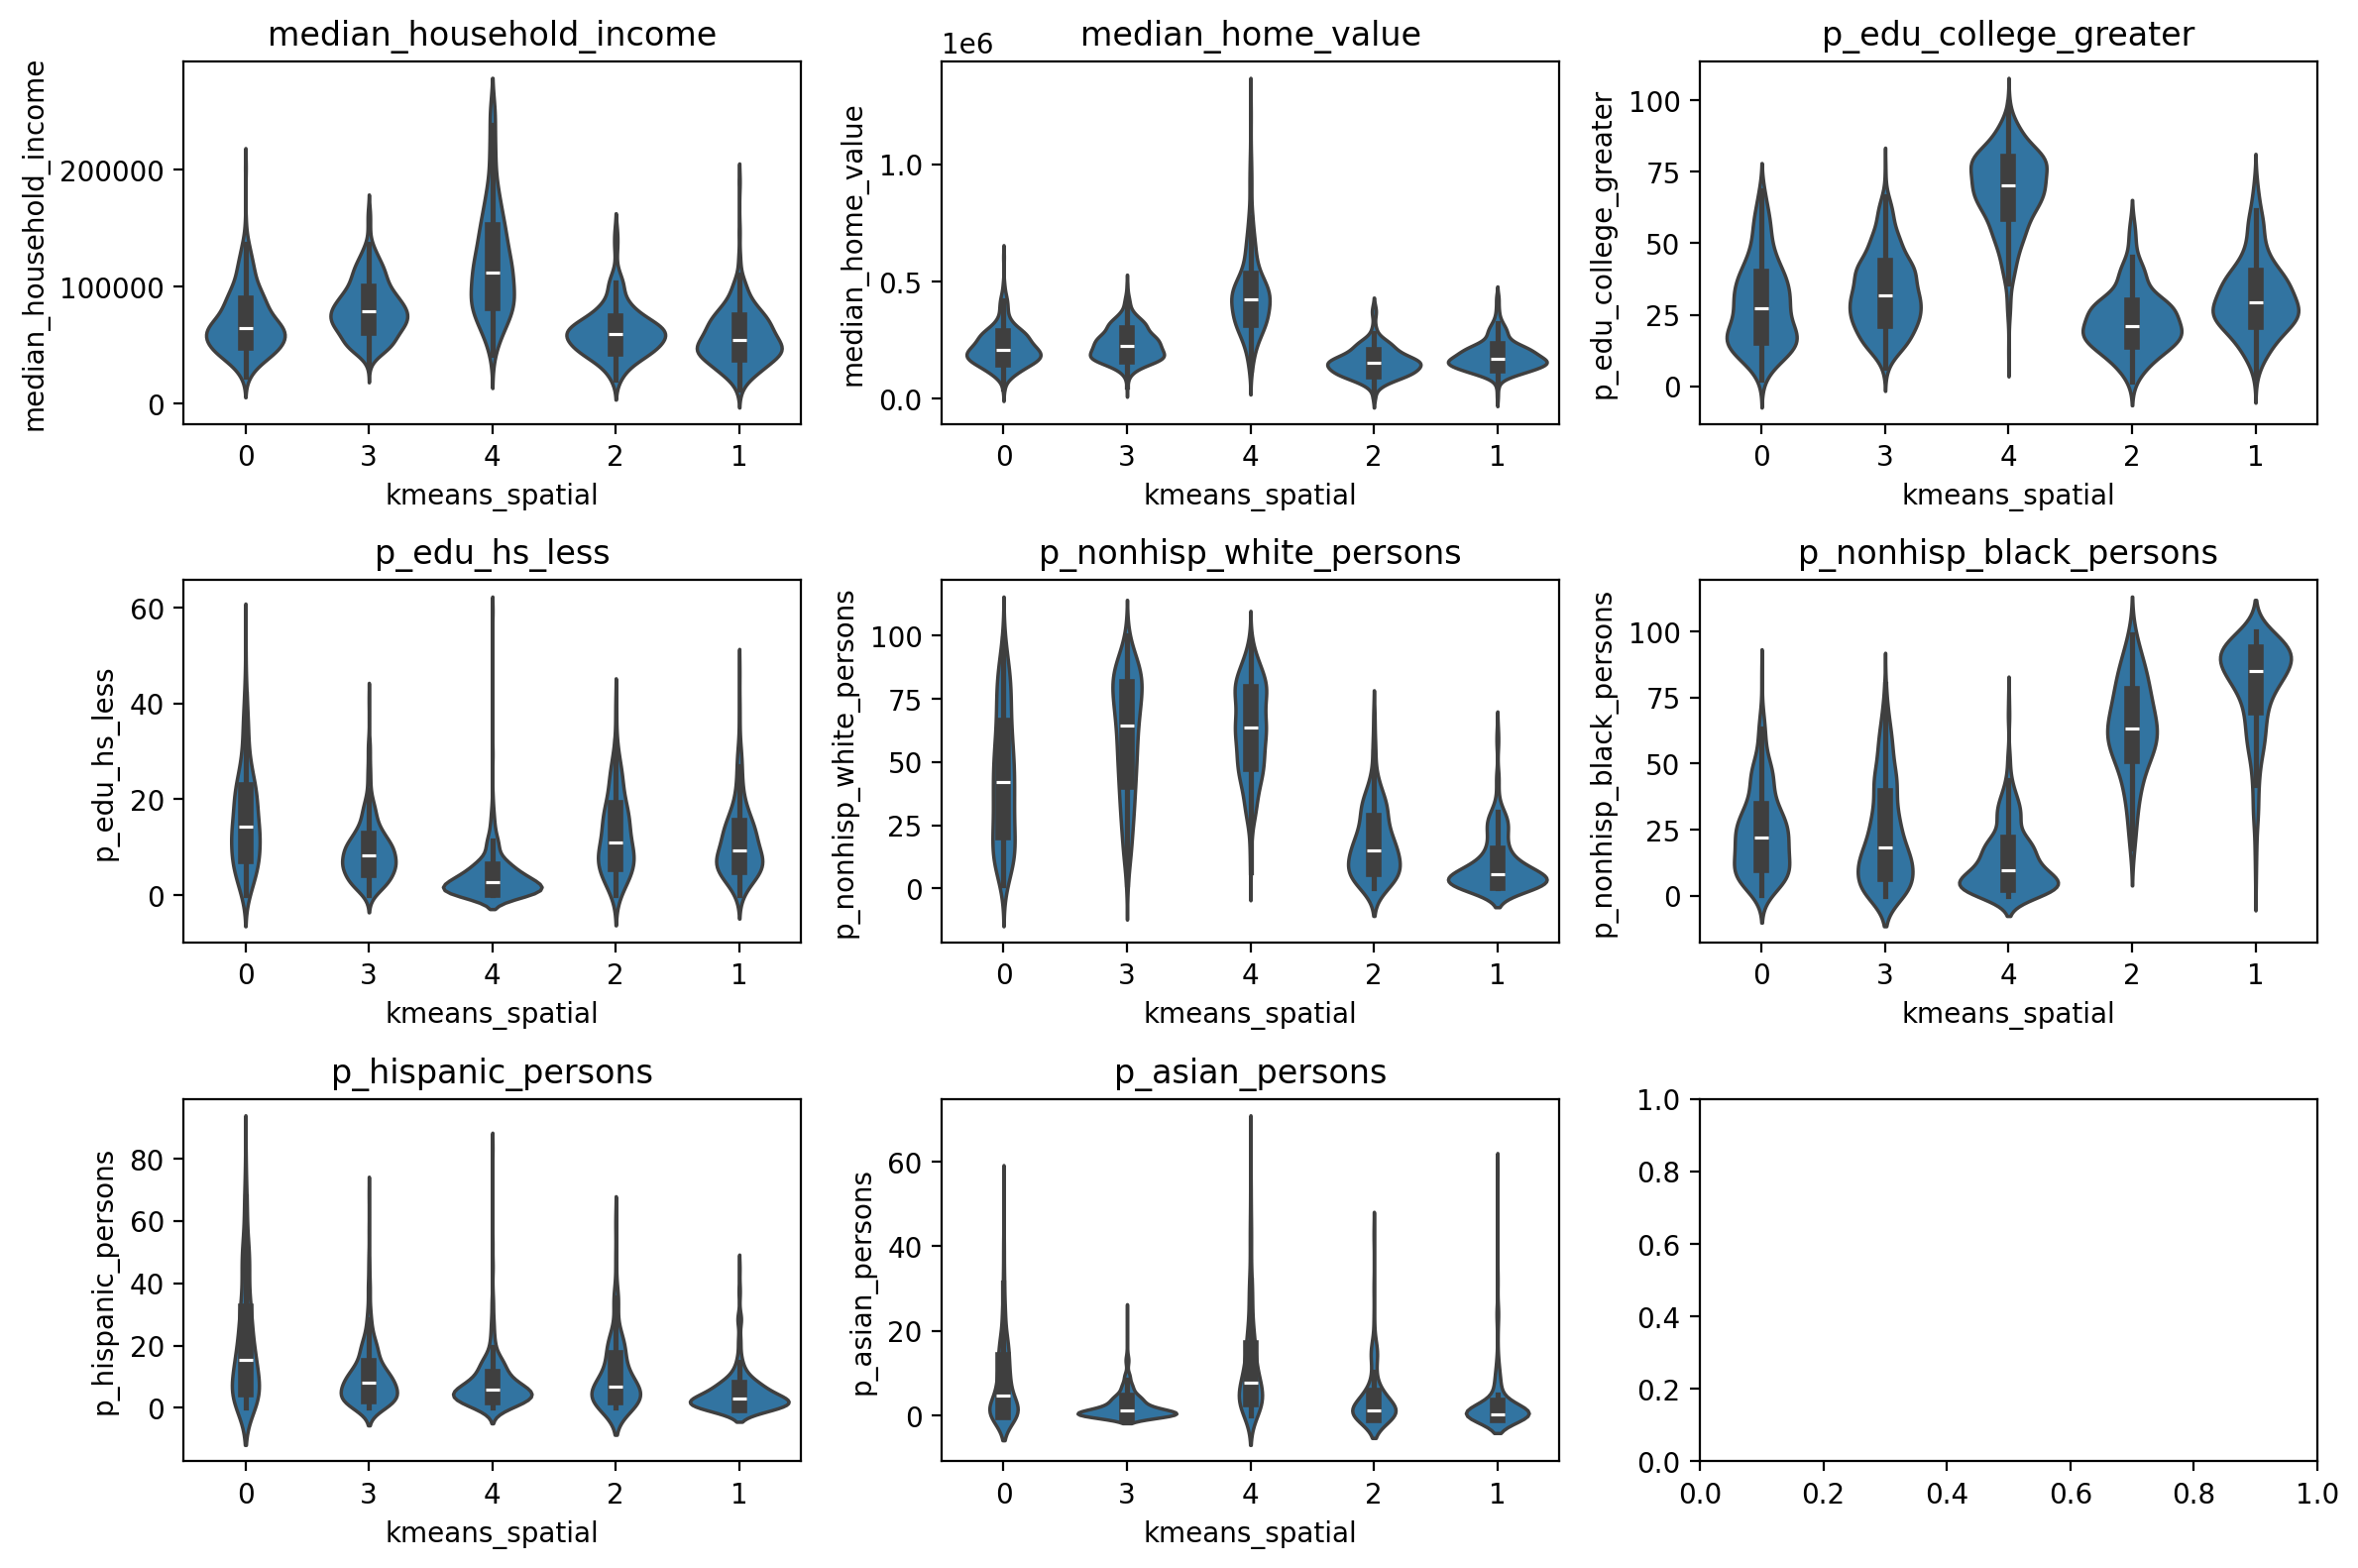 median_household_income
median_household_income
200000
100000
0
0 3 4 2 1
kmeans_spatial
median_home_value
1e6
median_home_value
1.0
0.5
0.0
0 3 4 2 1
kmeans_spatial
p_edu_college_greater
p_edu_college_greater
100
75
50
25
0
0 3 4 2 1
kmeans_spatial
p_edu_hs_less
p_edu_hs_less
60
40
20
0
0 3 4 2 1
kmeans_spatial
p_nonhisp_white_persons
p_nonhisp_white_persons
100
75
50
25
0
0 3 4 2 1
kmeans_spatial
p_nonhisp_black_persons
p_nonhisp_black_persons
100
75
50
25
0
0 3 4 2 1
kmeans_spatial
p_hispanic_persons
p_hispanic_persons
80
60
40
20
0
0 3 4 2 1
kmeans_spatial
p_asian_persons
p_asian_persons
60
40
20
0
0 3 4 2 1
kmeans_spatial
1.0
0.8
0.6
0.4
0.2
0.0
0.0 0.2 0.4 0.6 0.8 1.0